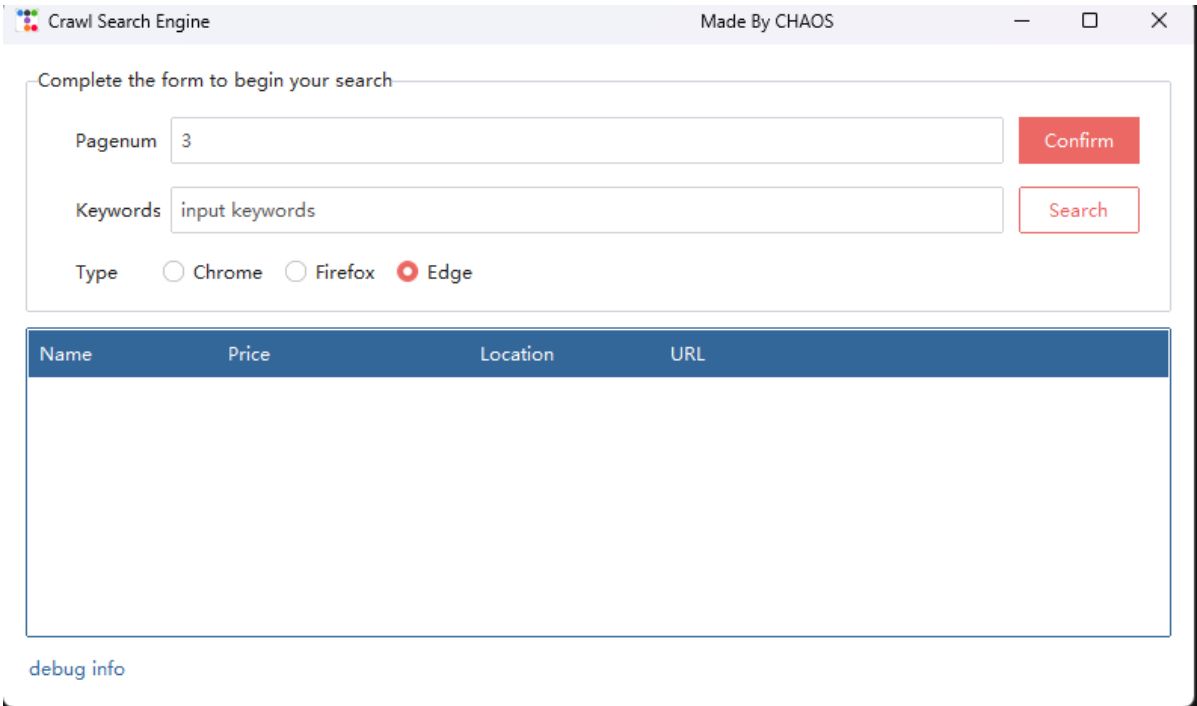 Crawl Search Engine Made By CHAOS
Complete the form to begin your search
Pagenum 3 Confirm
Keywords input keywords Search
Type Chrome Firefox Edge
Name Price Location URL
debug info